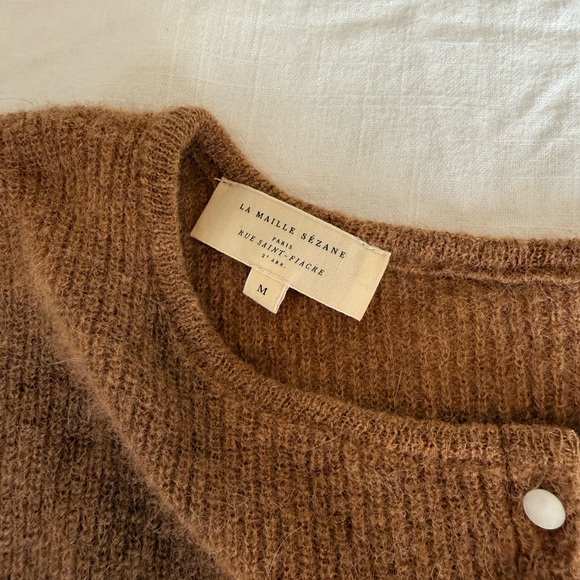 LA MAILLE SÉZANE
PARIS
RUE SAINT-FIACRE
2e ARR.
M